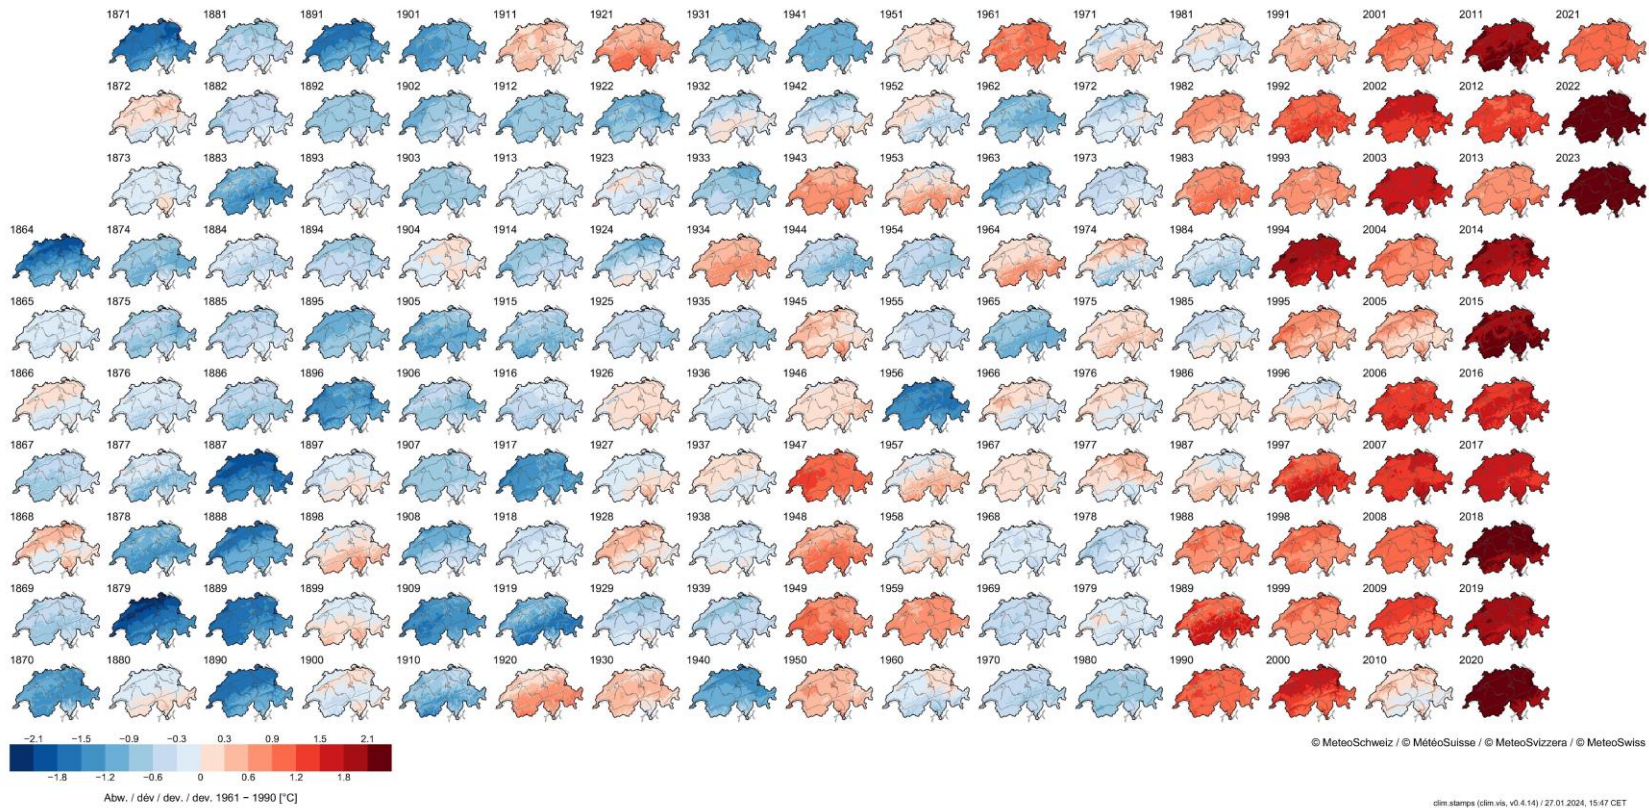 1871 1881 1891 1901 1911 1921 1931 1941 1951 1961 1971 1981 1991 2001 2011 2021
1872 1882 1892 1902 1912 1922 1932 1942 1952 1962 1972 1982 1992 2002 2012 2022
1873 1883 1893 1903 1913 1923 1933 1943 1953 1963 1973 1983 1993 2003 2013 2023
1864 1874 1884 1894 1904 1914 1924 1934 1944 1954 1964 1974 1984 1994 2004 2014
1865 1875 1885 1895 1905 1915 1925 1935 1945 1955 1965 1975 1985 1995 2005 2015
1866 1876 1886 1896 1906 1916 1926 1936 1946 1956 1966 1976 1986 1996 2006 2016
1867 1877 1887 1897 1907 1917 1927 1937 1947 1957 1967 1977 1987 1997 2007 2017
1868 1878 1888 1898 1908 1918 1928 1938 1948 1958 1968 1978 1988 1998 2008 2018
1869 1879 1889 1899 1909 1919 1929 1939 1949 1959 1969 1979 1989 1999 2009 2019
1870 1880 1890 1900 1910 1920 1930 1940 1950 1960 1970 1980 1990 2000 2010 2020
−2.1 −1.5 −0.9 −0.3 0.3 0.9 1.5 2.1
−1.8 −1.2 −0.6 0 0.6 1.2 1.8
Abw. / dév / dev. / dev. 1961 − 1990 [°C]
© MeteoSchweiz / © MétéoSuisse / © MeteoSvizzera / © MeteoSwiss
clim.stamps (clim.vis, v0.4.14) / 27.01.2024, 15:47 CET